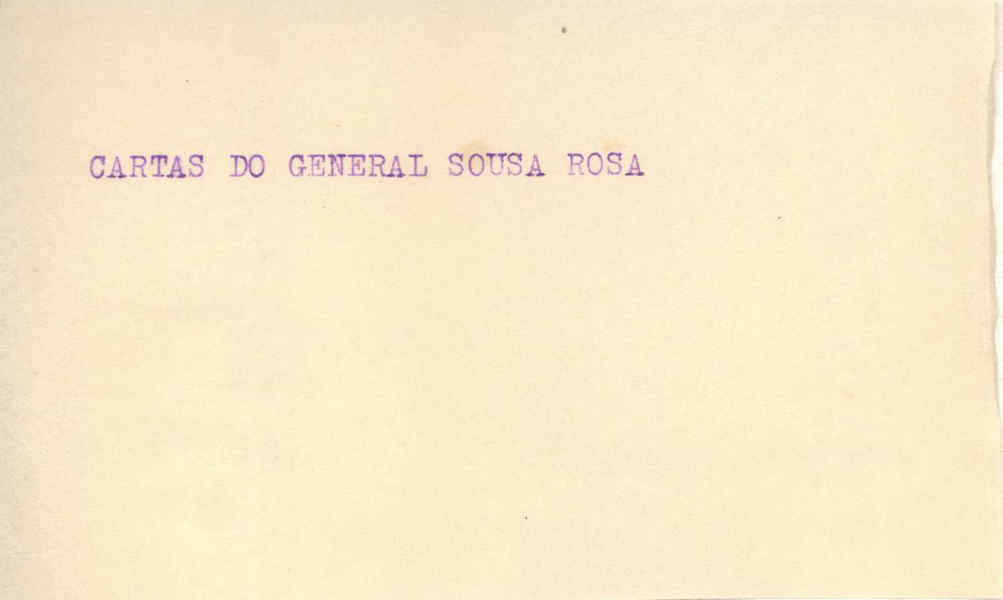 CARTAS DO GENERAL SOUSA ROSA